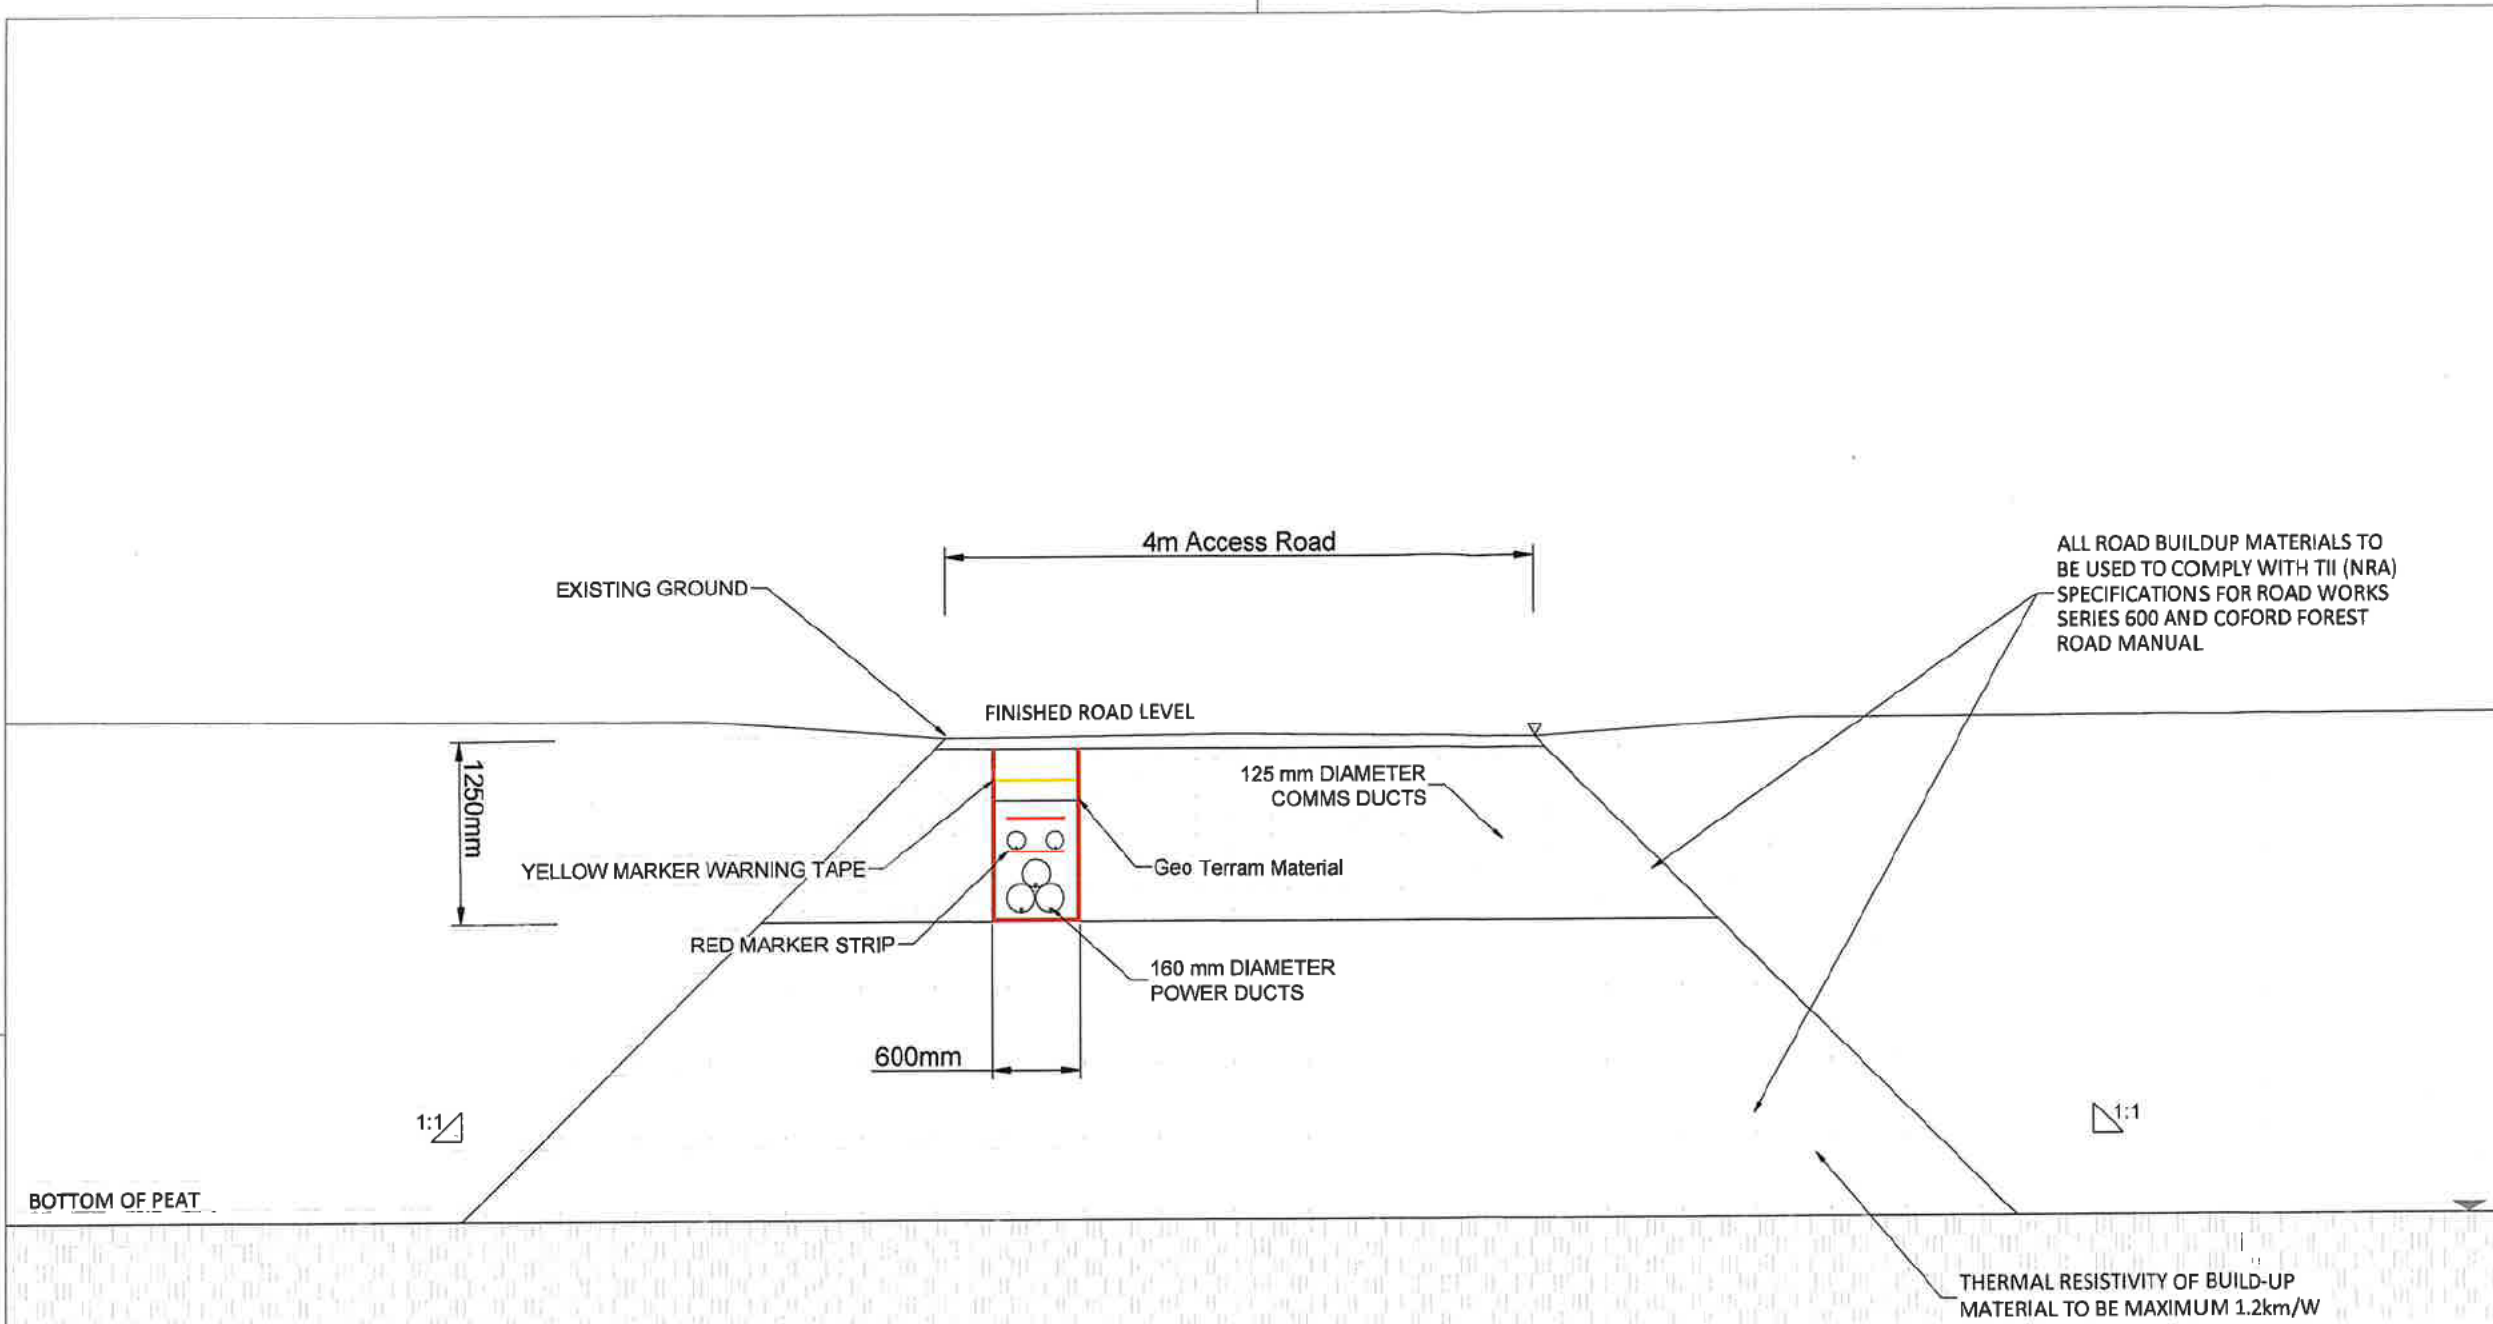 4m Access Road
EXISTING GROUND
ALL ROAD BUILDUP MATERIALS TO
BE USED TO COMPLY WITH TII (NRA)
SPECIFICATIONS FOR ROAD WORKS
SERIES 600 AND COFORD FOREST
ROAD MANUAL
FINISHED ROAD LEVEL
1250mm
125 mm DIAMETER
COMMS DUCTS
YELLOW MARKER WARNING TAPE
Geo Terram Material
RED MARKER STRIP
160 mm DIAMETER
POWER DUCTS
600mm
1:1
1:1
BOTTOM OF PEAT
THERMAL RESISTIVITY OF BUILD-UP
MATERIAL TO BE MAXIMUM 1.2km/W